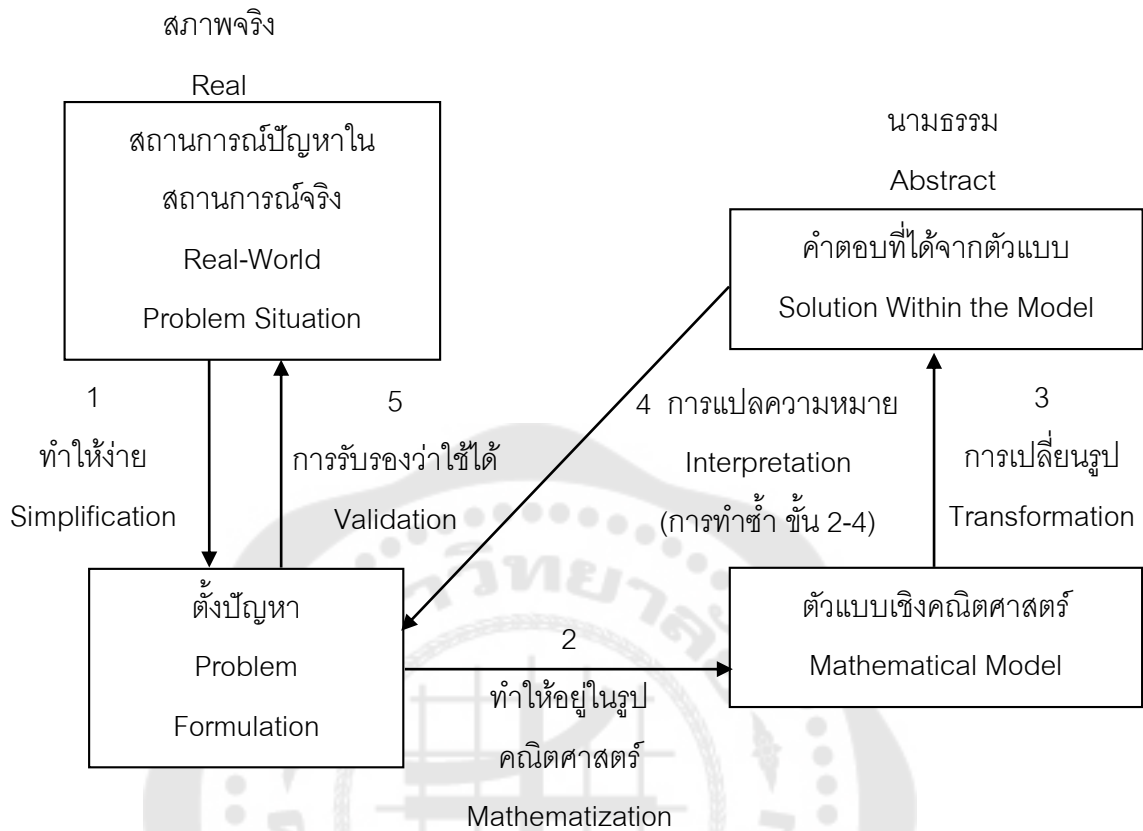 สภาพจริง
Real
สถานการณ์ปัญหาใน
สถานการณ์จริง
Real-World
Problem Situation
นามธรรม
Abstract
คำตอบที่ได้จากตัวแบบ
Solution Within the Model
1
ทำให้ง่าย
Simplification
5
การรับรองว่าใช้ได้
Validation
4 การแปลความหมาย
Interpretation
(การทำซ้ำ ขั้น 2-4)
3
การเปลี่ยนรูป
Transformation
ตั้งปัญหา
Problem
Formulation
2
ทำให้อยู่ในรูป
คณิตศาสตร์
Mathematization
ตัวแบบเชิงคณิตศาสตร์
Mathematical Model